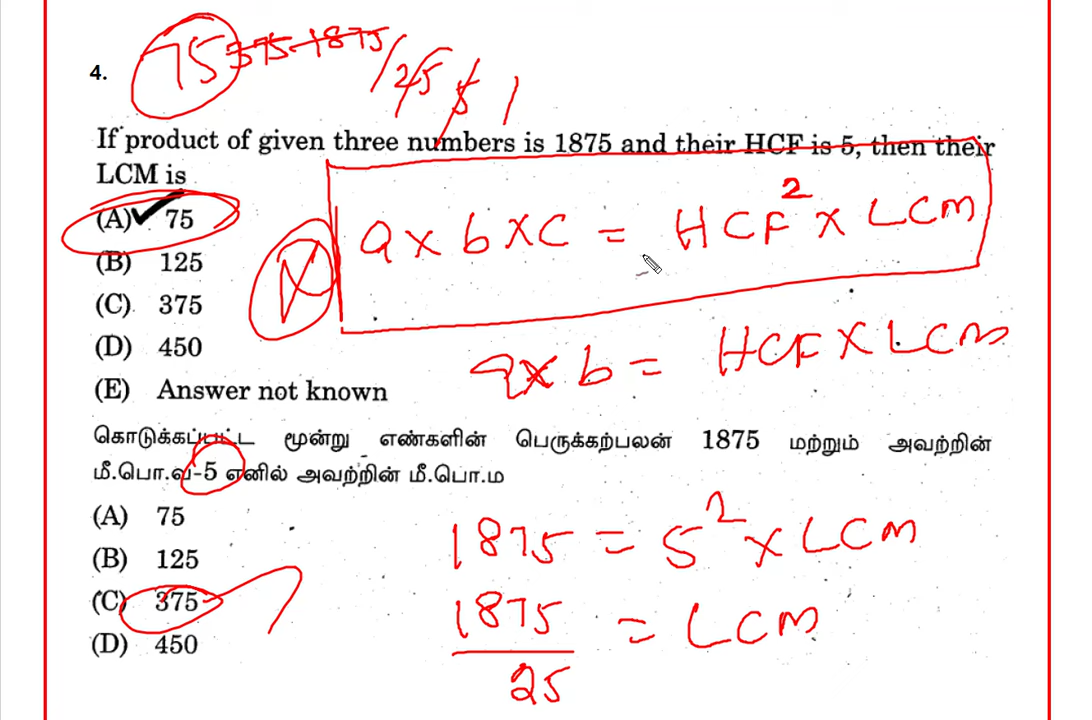 75 375 1875 / 25 5 1
4.
If product of given three numbers is 1875 and their HCF is 5, then their
LCM is
(A) 75
a x b x c = HCF² x LCM
(B) 125
(C) 375
(D) 450
a x b = HCF x LCM
(E) Answer not known
கொடுக்கப்பட்ட மூன்று எண்களின் பெருக்கற்பலன் 1875 மற்றும் அவற்றின்
மீ.பொ.வ-5 எனில் அவற்றின் மீ.பொ.ம
(A) 75
1875 = 5² x LCM
(B) 125
(C) 375
1875
25
= LCM
(D) 450